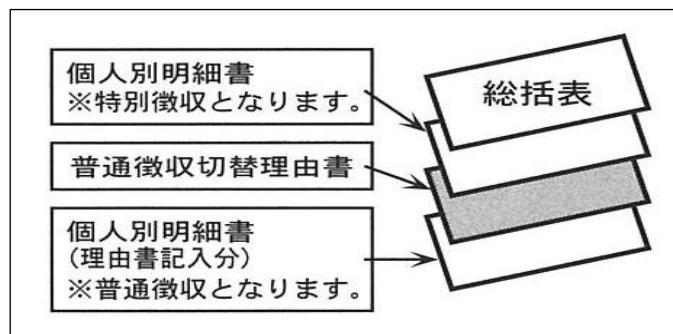 個人別明細書
※特別徴収となります。
総括表
普通徴収切替理由書
個人別明細書
(理由書記入分)
※普通徴収となります。